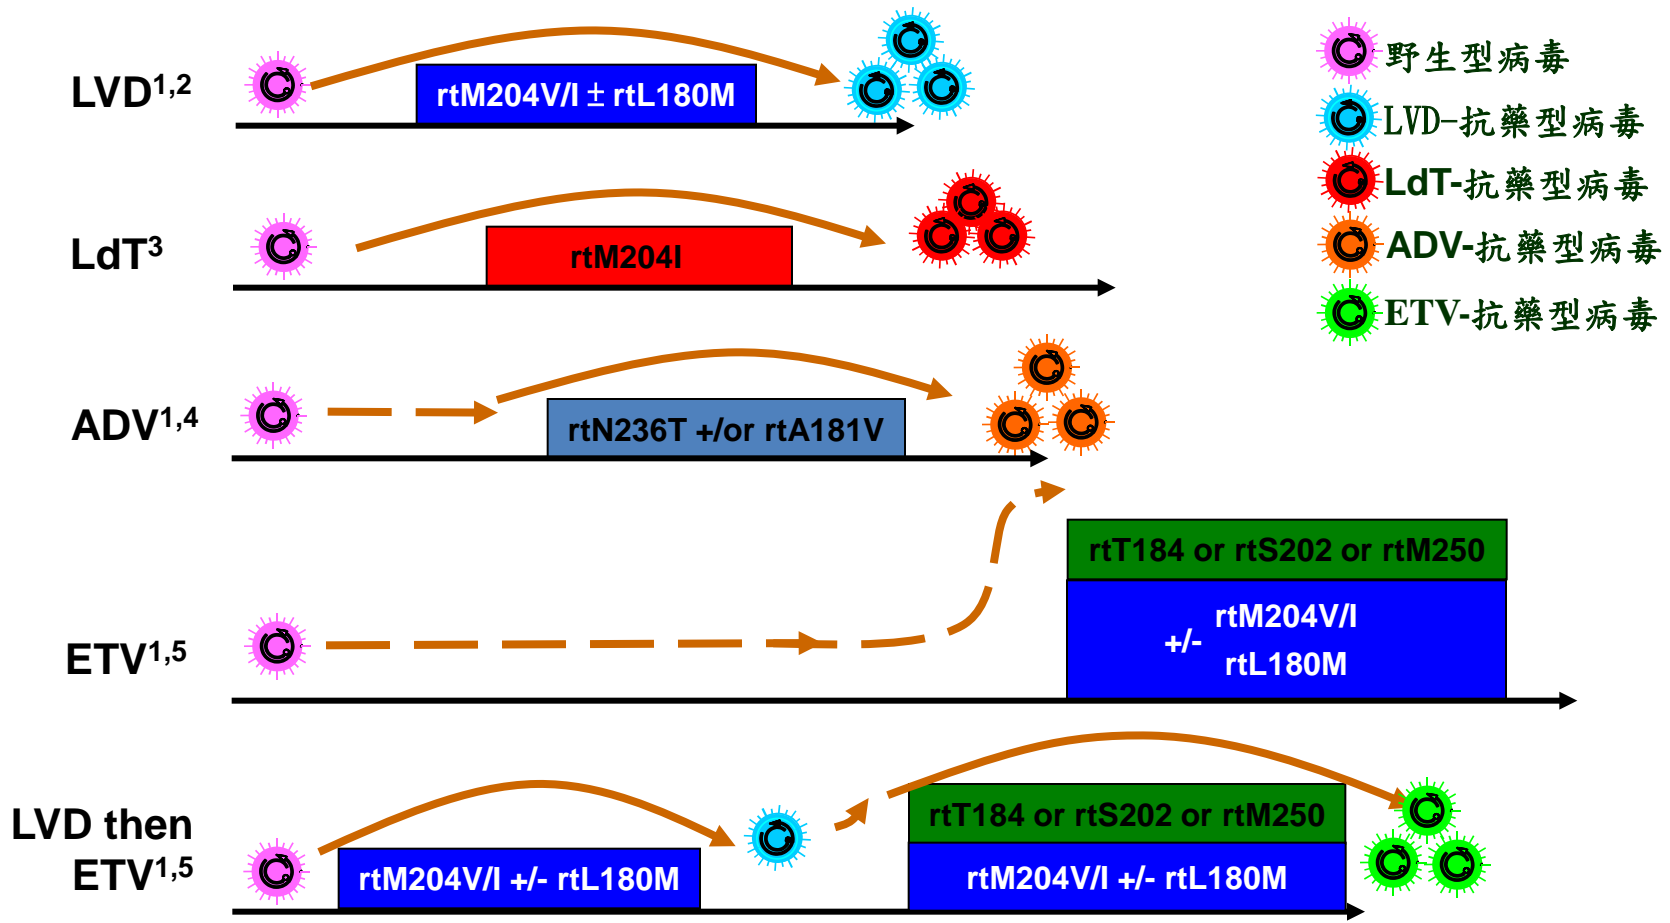 LVD1,2
rtM204V/I ± rtL180M
野生型病毒
LVD-抗藥型病毒
LdT-抗藥型病毒
ADV-抗藥型病毒
ETV-抗藥型病毒
LdT3
rtM204I
ADV1,4
rtN236T +/or rtA181V
ETV1,5
rtT184 or rtS202 or rtM250
rtM204V/I
+/-
rtL180M
LVD then
ETV1,5
rtM204V/I +/- rtL180M
rtT184 or rtS202 or rtM250
rtM204V/I +/- rtL180M